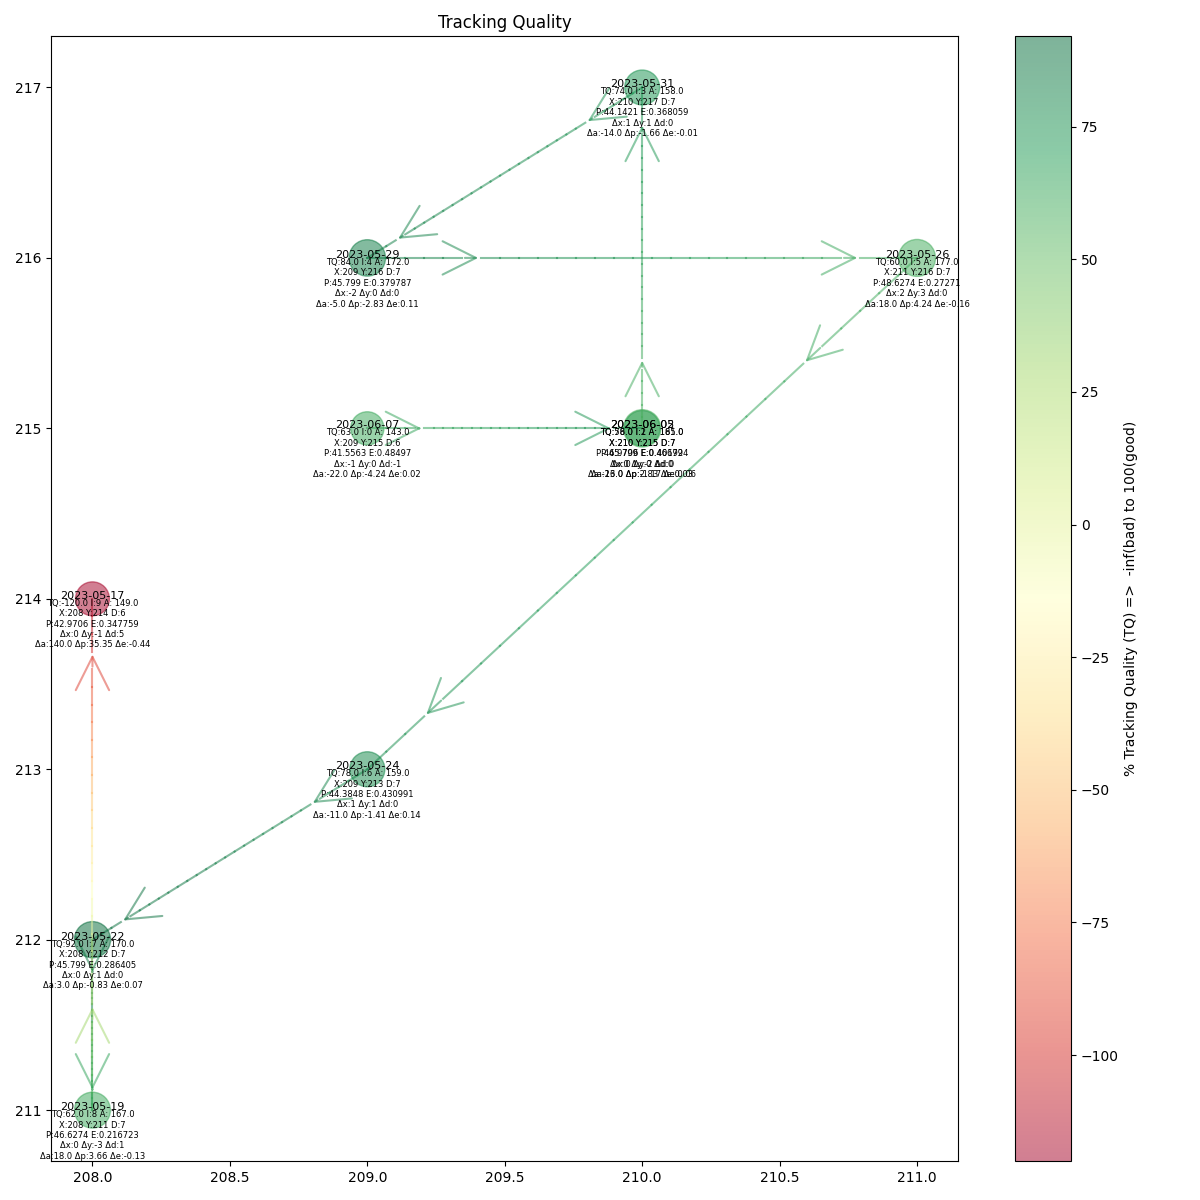 Tracking Quality
217
216
215
214
213
212
211
208.0
208.5
209.0
209.5
210.0
210.5
211.0
2023-05-31
TQ:74.0 I:3 A: 158.0
X:210 Y:217 D:7
P:44.1421 E:0.368059
Δx:1 Δy:1 Δd:0
Δa:-14.0 Δp:-1.66 Δe:-0.01
2023-05-29
TQ:84.0 I:4 A: 172.0
X:209 Y:216 D:7
P:45.799 E:0.379787
Δx:-2 Δy:0 Δd:0
Δa:-5.0 Δp:-2.83 Δe:0.11
2023-05-26
TQ:60.0 I:5 A: 177.0
X:211 Y:216 D:7
P:48.6274 E:0.27271
Δx:2 Δy:3 Δd:0
Δa:18.0 Δp:4.24 Δe:-0.16
2023-06-07
TQ:63.0 I:0 A: 143.0
X:209 Y:215 D:6
P:41.5563 E:0.48497
Δx:-1 Δy:0 Δd:-1
Δa:-22.0 Δp:-4.24 Δe:0.02
X:210 Y:215 D:7
2023-05-17
TQ:-120.0 I:9 A: 149.0
X:208 Y:214 D:6
P:42.9706 E:0.347759
Δx:0 Δy:-1 Δd:5
Δa:140.0 Δp:35.35 Δe:-0.44
2023-05-24
TQ:78.0 I:6 A: 159.0
X:209 Y:213 D:7
P:44.3848 E:0.430991
Δx:1 Δy:1 Δd:0
Δa:-11.0 Δp:-1.41 Δe:0.14
2023-05-22
TQ:92.0 I:7 A: 170.0
X:208 Y:212 D:7
P:45.799 E:0.286405
Δx:0 Δy:1 Δd:0
Δa:3.0 Δp:-0.83 Δe:0.07
2023-05-19
TQ:62.0 I:8 A: 167.0
X:208 Y:211 D:7
P:46.6274 E:0.216723
Δx:0 Δy:-3 Δd:1
Δa:18.0 Δp:3.66 Δe:-0.13
75
50
25
0
−25
−50
−75
−100
% Tracking Quality (TQ) => -inf(bad) to 100(good)